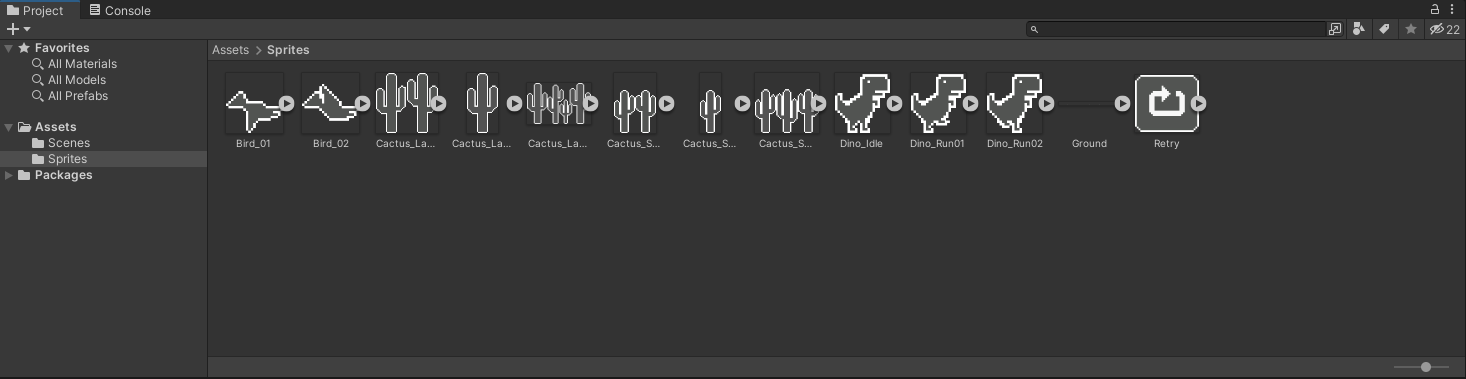 Project Console
22
Favorites
All Materials
All Models
All Prefabs
Assets
Scenes
Sprites
Packages
Assets > Sprites
Bird_01 Bird_02 Cactus_La... Cactus_La... Cactus_La... Cactus_S... Cactus_S... Cactus_S... Dino_Idle Dino_Run01 Dino_Run02 Ground Retry